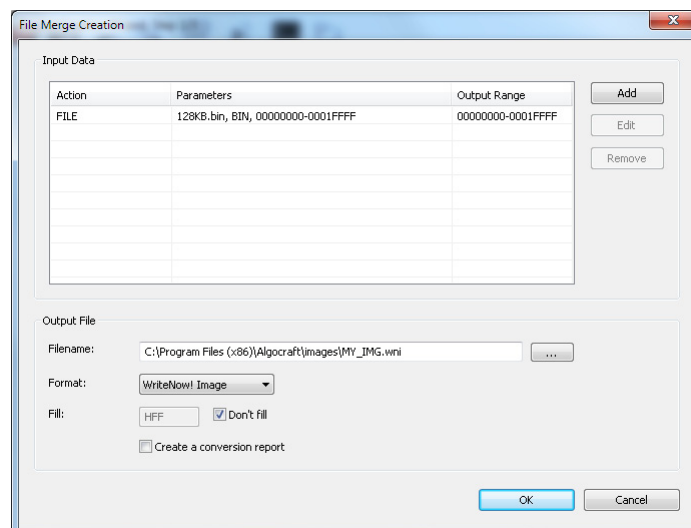 File Merge Creation
Input Data
Action Parameters Output Range
FILE 128KB.bin, BIN, 00000000-0001FFFF 00000000-0001FFFF
Add
Edit
Remove
Output File
Filename: C:\Program Files (x86)\Algocraft\images\MY_IMG.wni ...
Format: WriteNow! Image
Fill: HFF Don't fill
Create a conversion report
OK Cancel